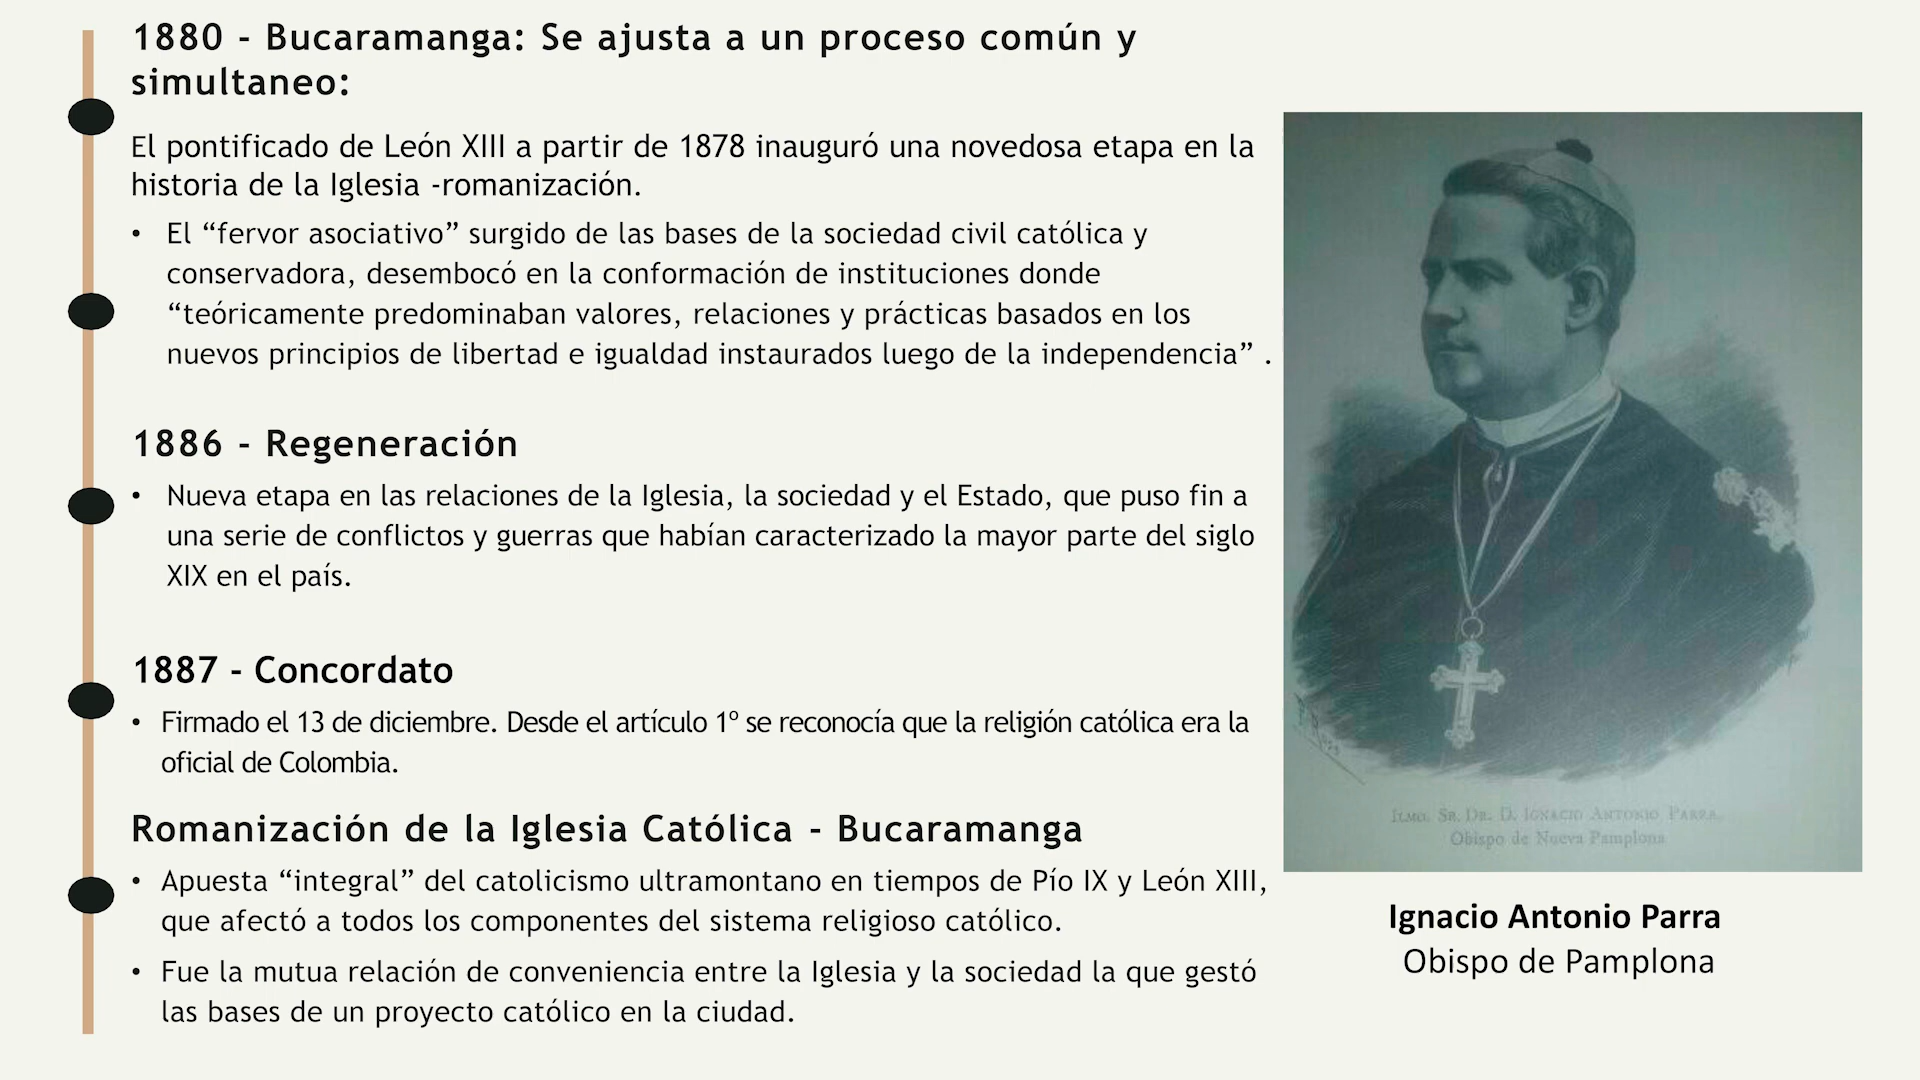 1880 - Bucaramanga: Se ajusta a un proceso común y
simultaneo:
El pontificado de León XIII a partir de 1878 inauguró una novedosa etapa en la
historia de la Iglesia -romanización.
• El “fervor asociativo” surgido de las bases de la sociedad civil católica y
conservadora, desembocó en la conformación de instituciones donde
“teóricamente predominaban valores, relaciones y prácticas basados en los
nuevos principios de libertad e igualdad instaurados luego de la independencia” .
1886 - Regeneración
• Nueva etapa en las relaciones de la Iglesia, la sociedad y el Estado, que puso fin a
una serie de conflictos y guerras que habían caracterizado la mayor parte del siglo
XIX en el país.
1887 - Concordato
• Firmado el 13 de diciembre. Desde el artículo 1º se reconocía que la religión católica era la
oficial de Colombia.
Romanización de la Iglesia Católica - Bucaramanga
• Apuesta “integral” del catolicismo ultramontano en tiempos de Pío IX y León XIII,
que afectó a todos los componentes del sistema religioso católico.
• Fue la mutua relación de conveniencia entre la Iglesia y la sociedad la que gestó
las bases de un proyecto católico en la ciudad.
Ilmo. Sr. Dr. D. Ignacio Antonio Parra.
Obispo de Nueva Pamplona
Ignacio Antonio Parra
Obispo de Pamplona